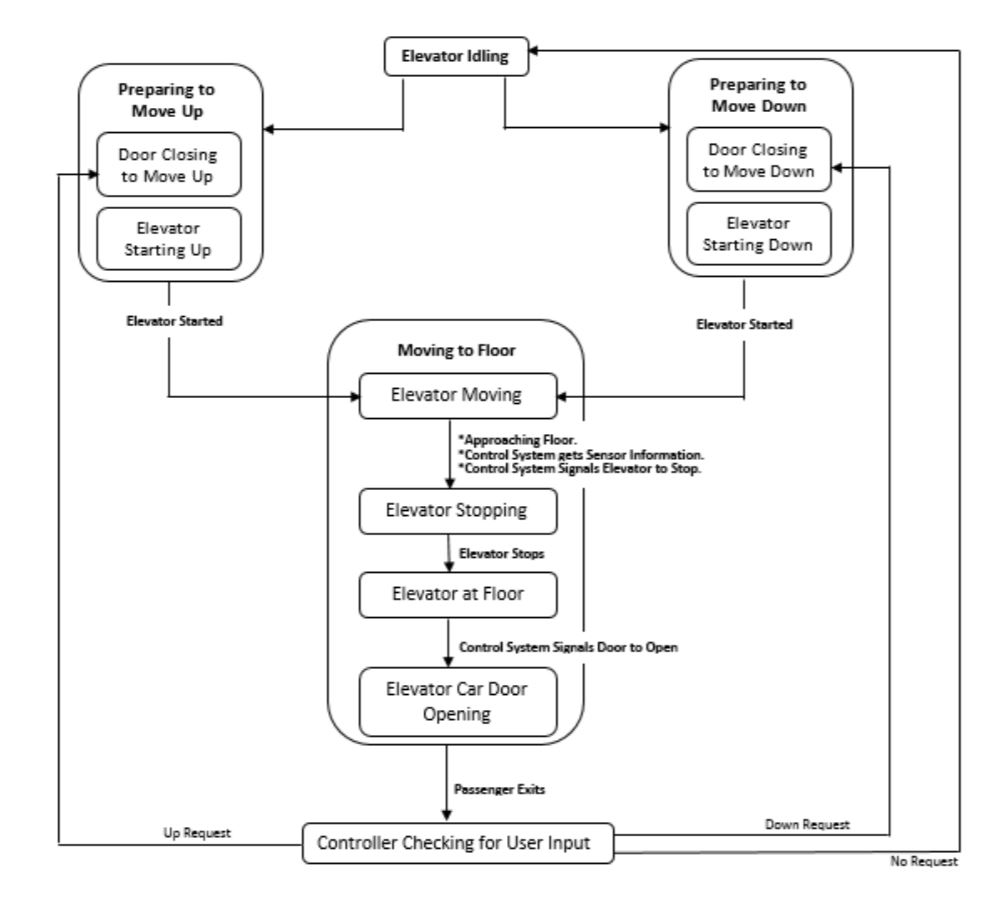 Elevator Idling
Preparing to
Move Up
Door Closing
to Move Up
Elevator
Starting Up
Preparing to
Move Down
Door Closing
to Move Down
Elevator
Starting Down
Elevator Started
Elevator Started
Moving to Floor
Elevator Moving
*Approaching Floor.
*Control System gets Sensor Information.
*Control System Signals Elevator to Stop.
Elevator Stopping
Elevator Stops
Elevator at Floor
Control System Signals Door to Open
Elevator Car Door
Opening
Passenger Exits
Up Request
Controller Checking for User Input
Down Request
No Request